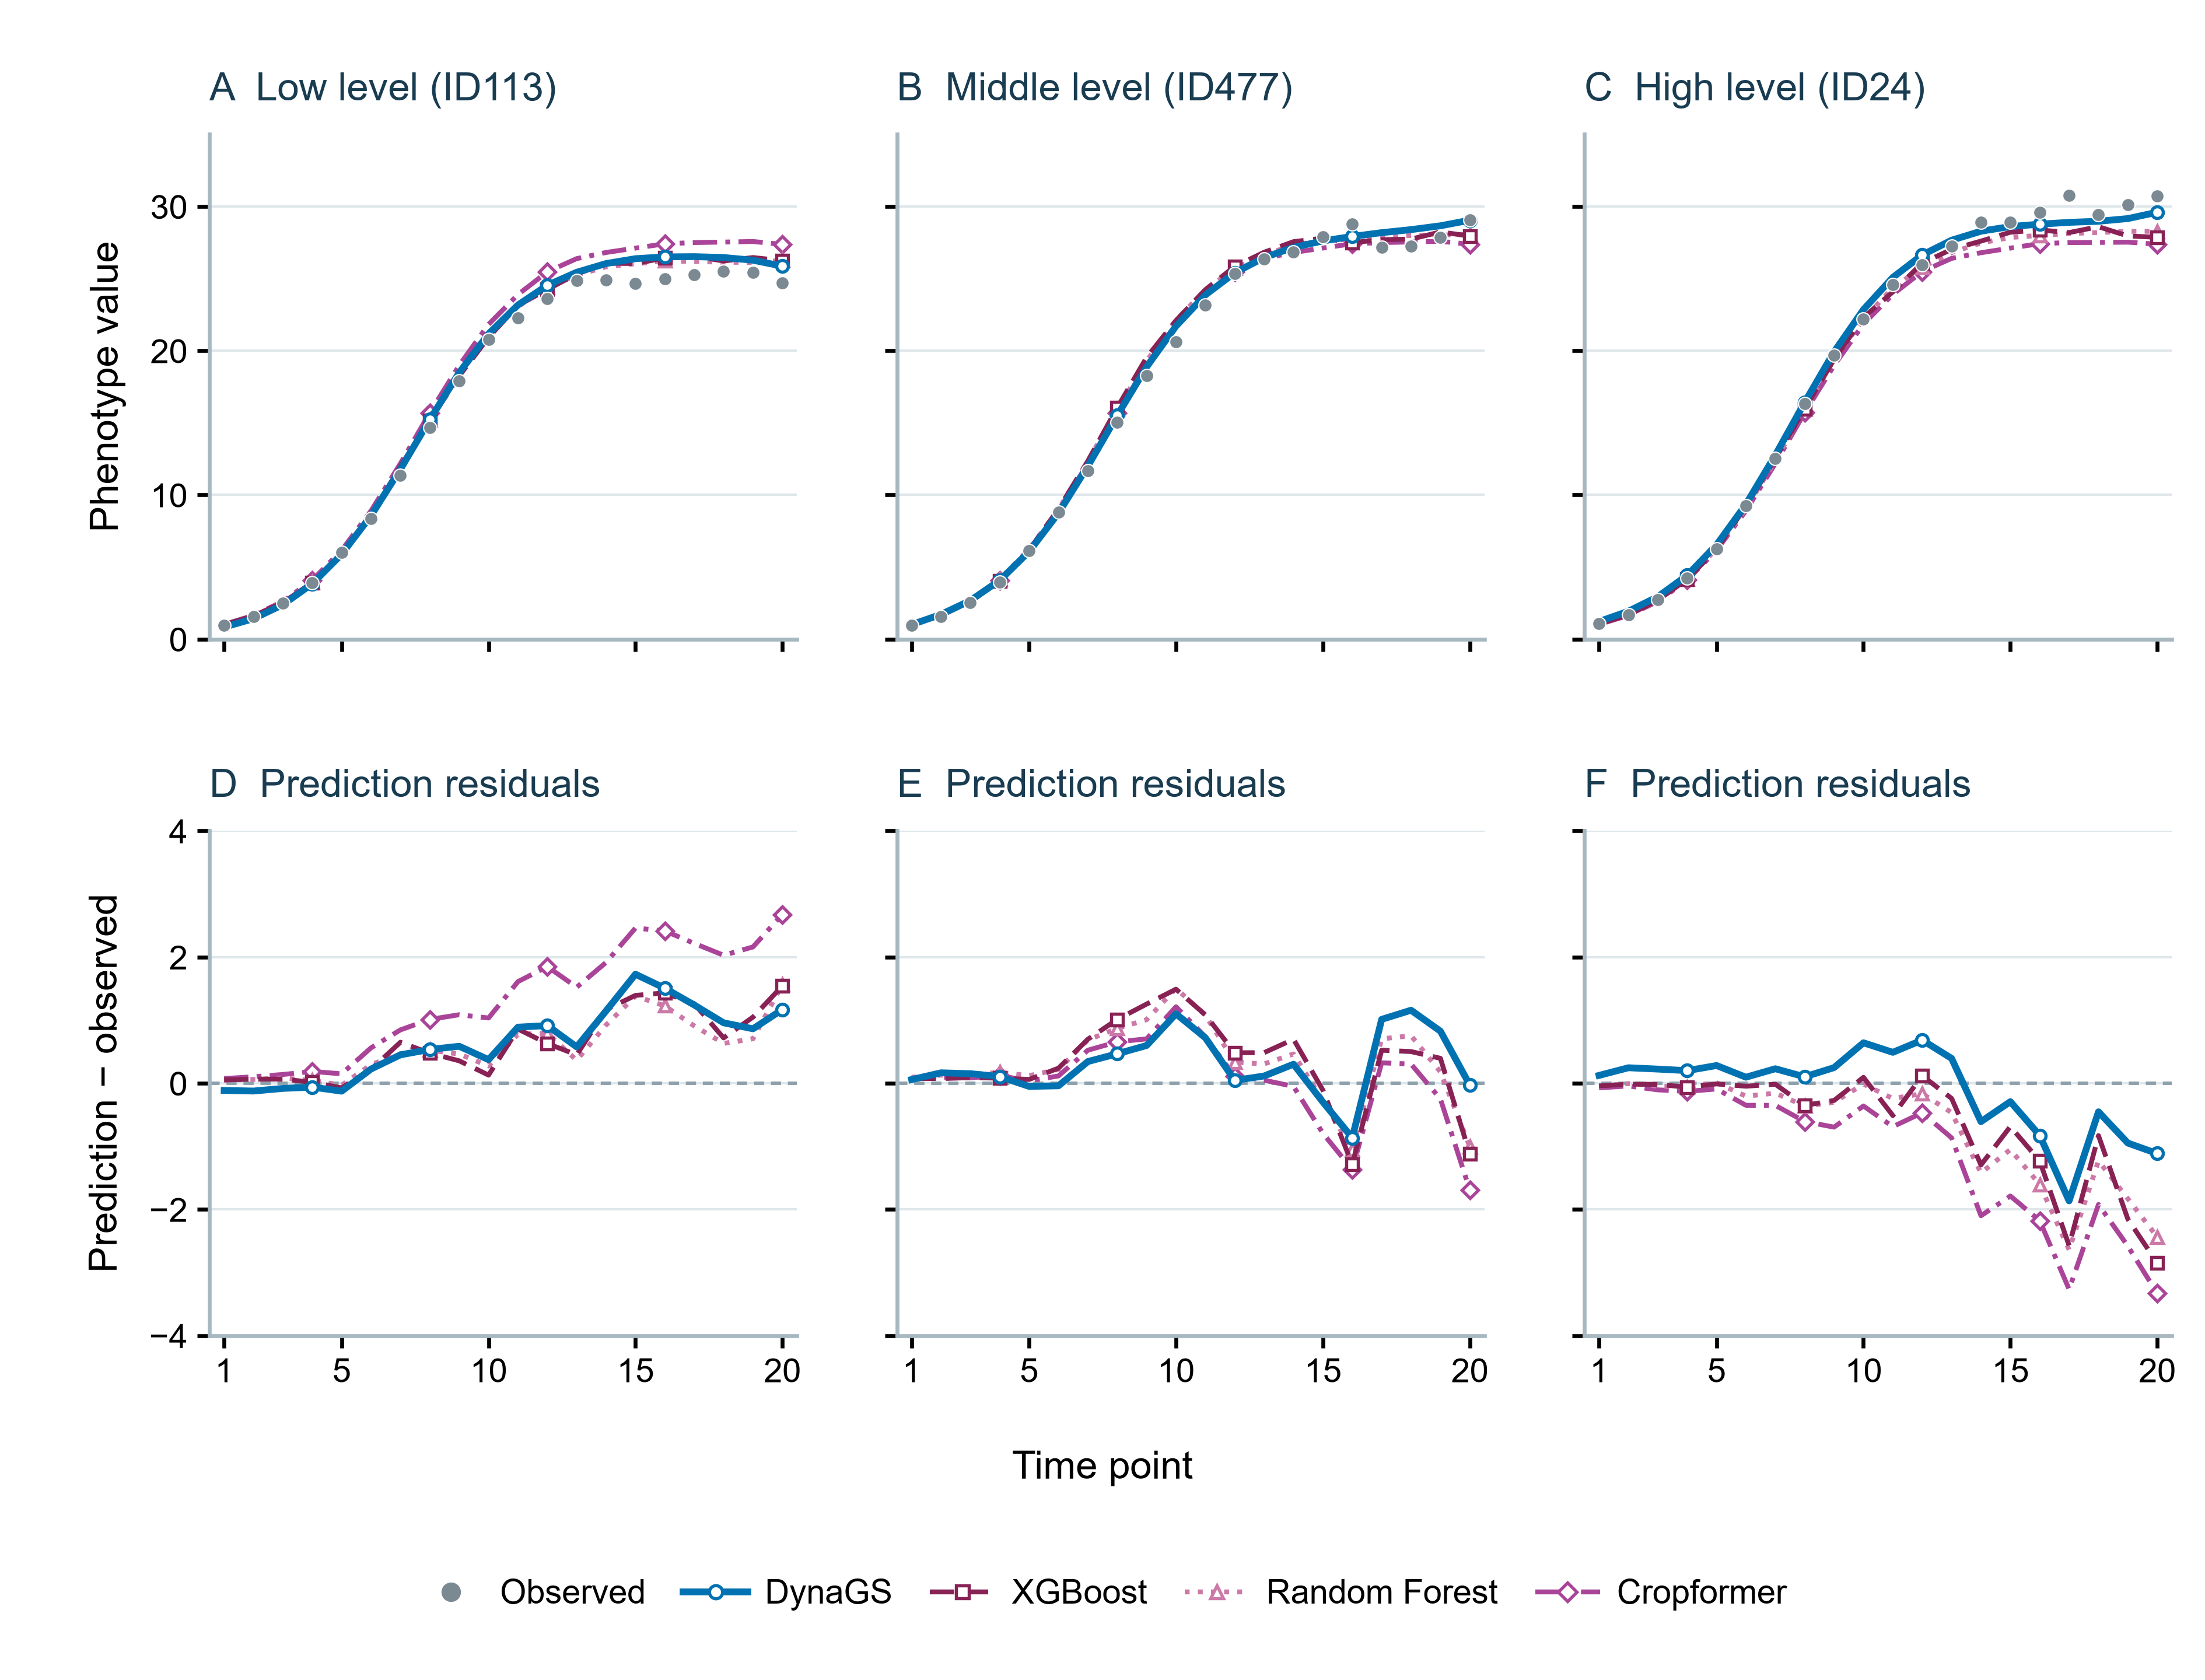 A Low level (ID113)
B Middle level (ID477)
C High level (ID24)
Phenotype value
30
20
10
0
D Prediction residuals
E Prediction residuals
F Prediction residuals
Prediction − observed
4
2
0
−2
−4
1 5 10 15 20
1 5 10 15 20
1 5 10 15 20
Time point
Observed DynaGS XGBoost Random Forest Cropformer